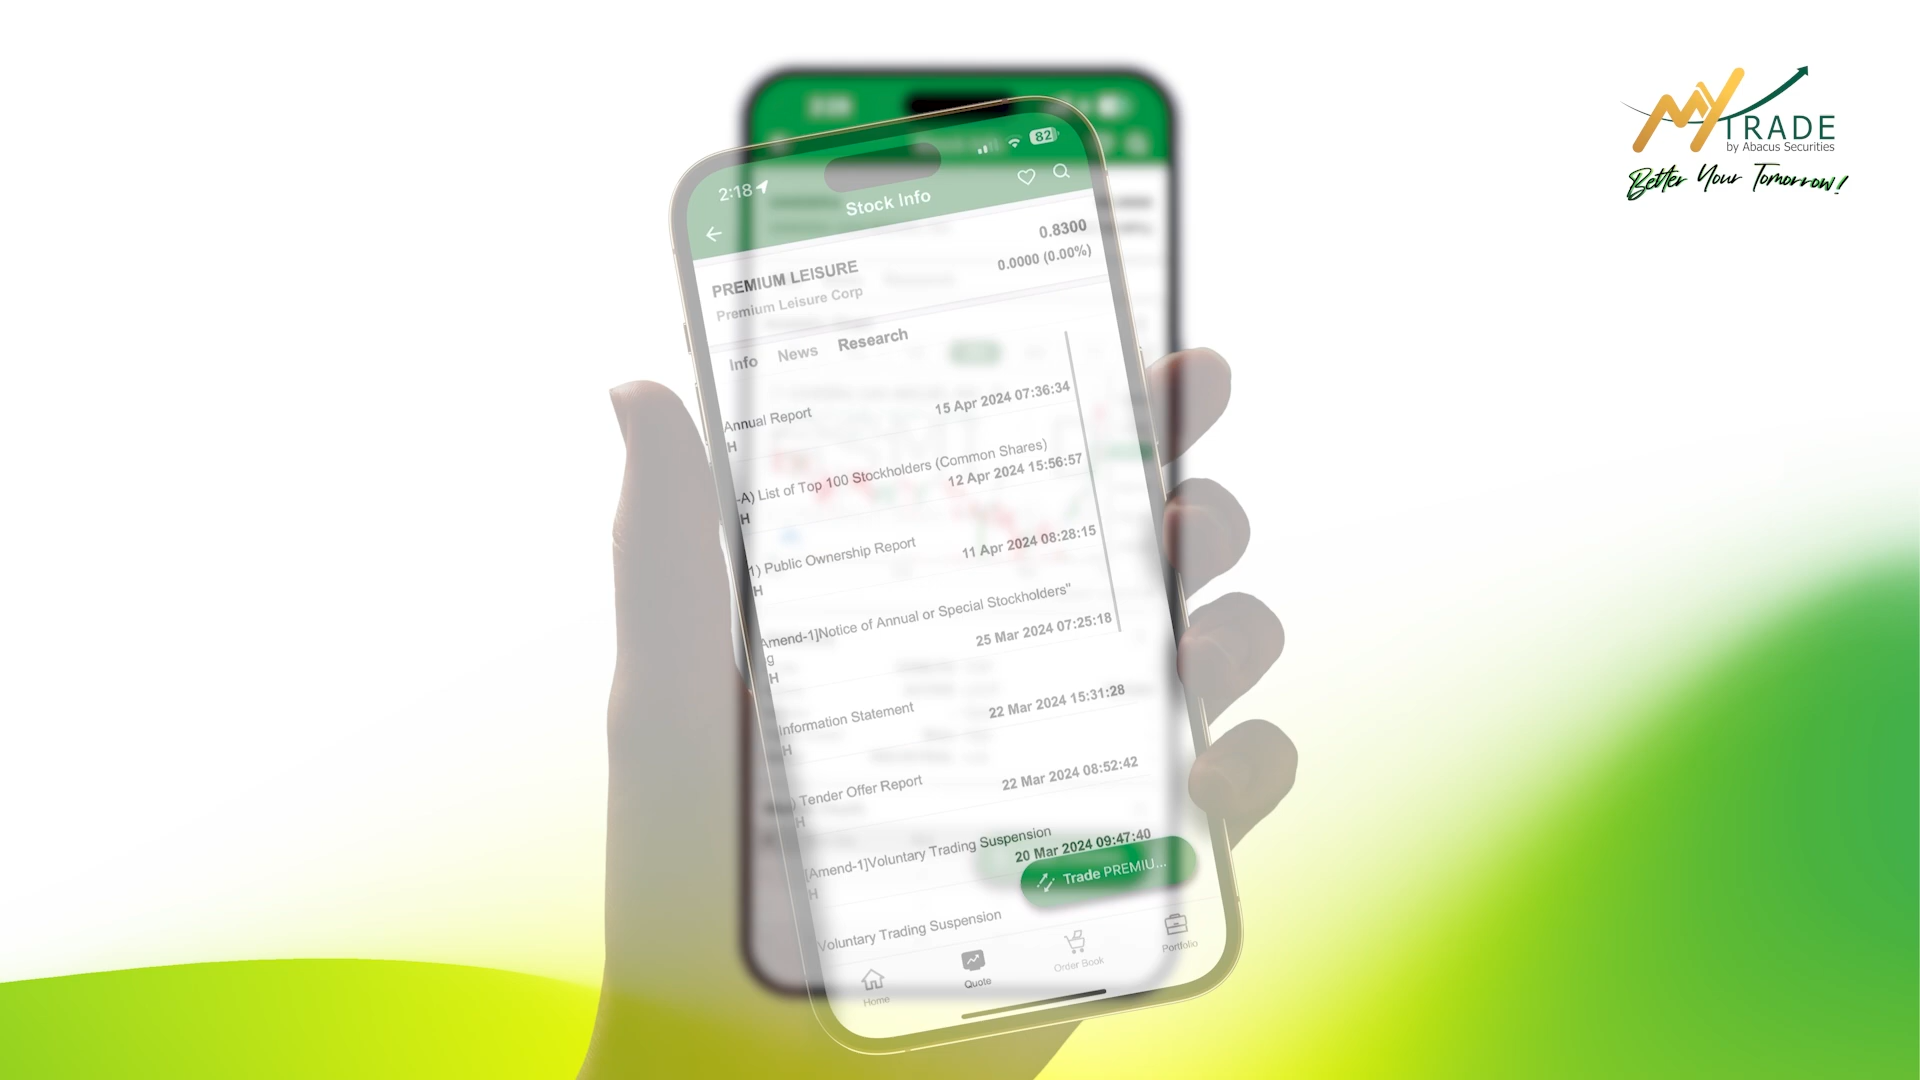 MYTRADE
by Abacus Securities
Better Your Tomorrow!
2:18
82
Stock Info
PREMIUM LEISURE
0.8300
Premium Leisure Corp
0.0000 (0.00%)
Info News Research
Annual Report
15 Apr 2024 07:36:34
H
-A) List of Top 100 Stockholders (Common Shares)
12 Apr 2024 15:56:57
H
1) Public Ownership Report
11 Apr 2024 08:28:15
H
Amend-1]Notice of Annual or Special Stockholders"
g
25 Mar 2024 07:25:18
H
Information Statement
22 Mar 2024 15:31:28
H
) Tender Offer Report
22 Mar 2024 08:52:42
H
[Amend-1]Voluntary Trading Suspension
20 Mar 2024 09:47:40
H
Trade PREMIU...
Voluntary Trading Suspension
Home
Quote
Order Book
Portfolio